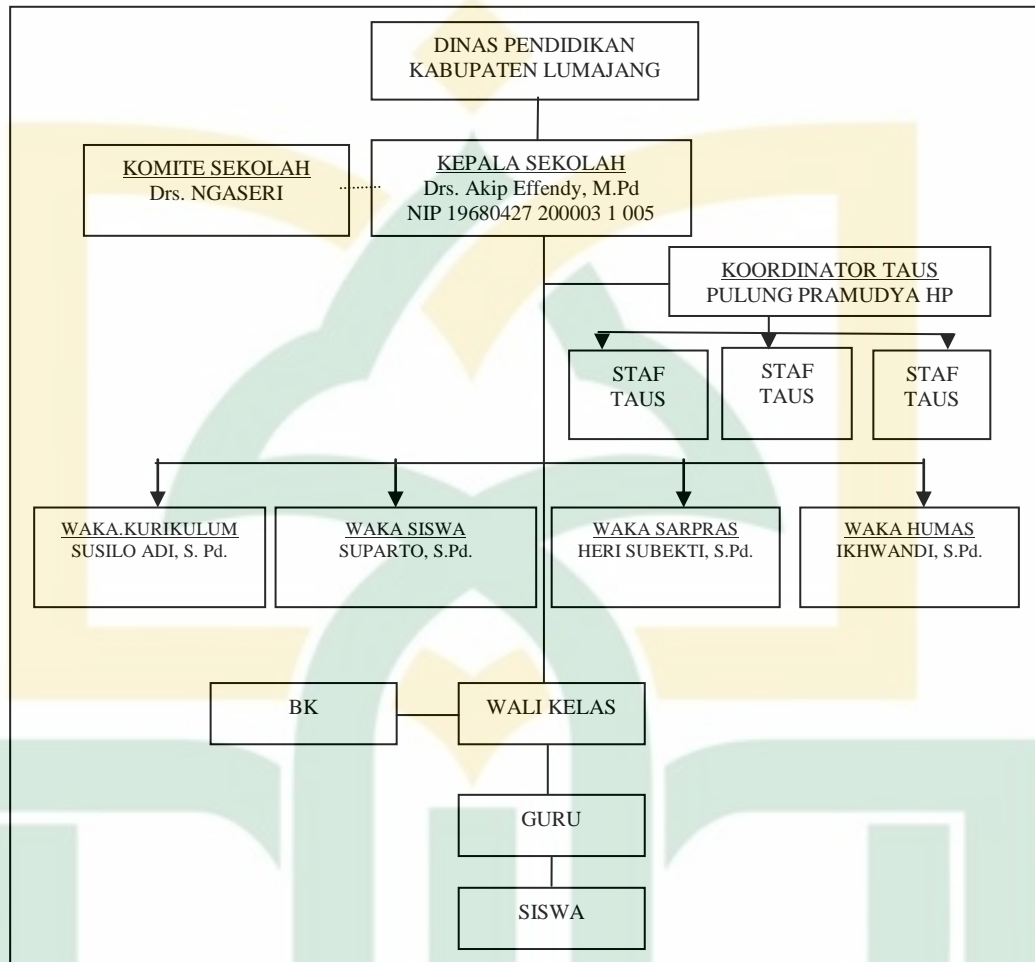 DINAS PENDIDIKAN
KABUPATEN LUMAJANG
KOMITE SEKOLAH
Drs. NGASERI
KEPALA SEKOLAH
Drs. Akip Effendy, M.Pd
NIP 19680427 200003 1 005
KOORDINATOR TAUS
PULUNG PRAMUDYA HP
STAF
TAUS
STAF
TAUS
STAF
TAUS
WAKA.KURIKULUM
SUSILO ADI, S. Pd.
WAKA SISWA
SUPARTO, S.Pd.
WAKA SARPRAS
HERI SUBEKTI, S.Pd.
WAKA HUMAS
IKHWANDI, S.Pd.
BK
WALI KELAS
GURU
SISWA